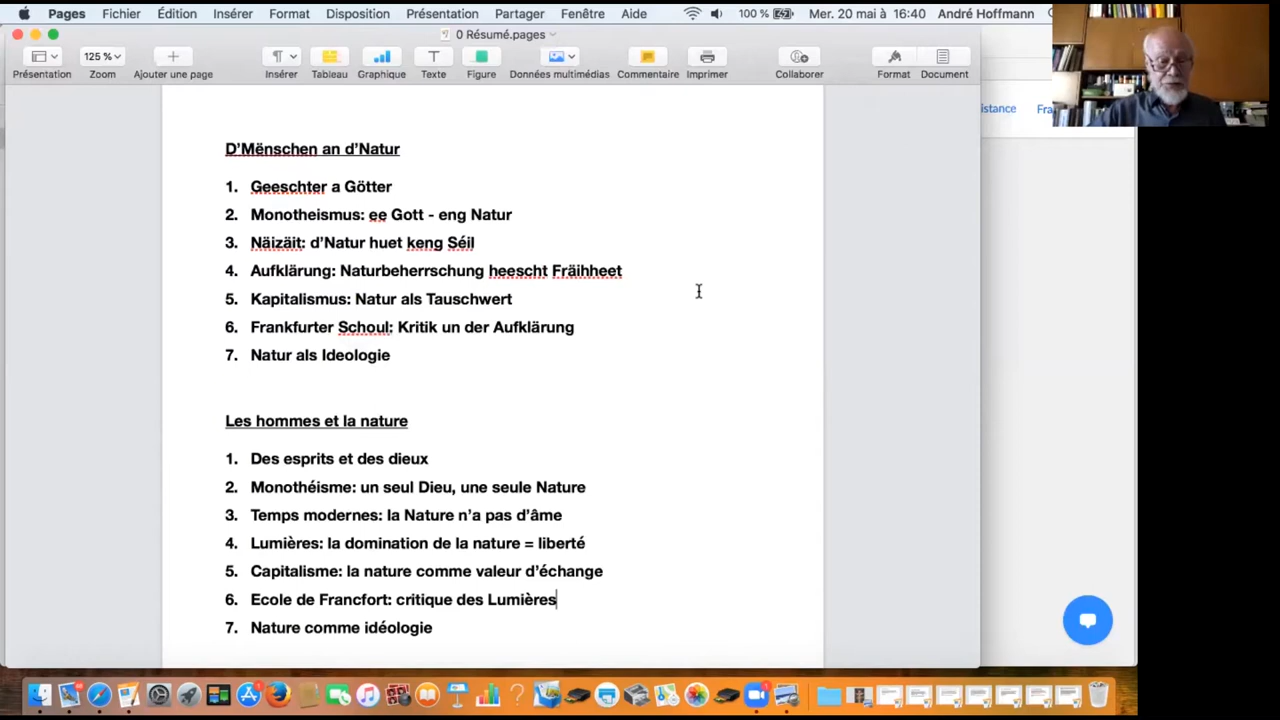 Pages Fichier Édition Insérer Format Disposition Présentation Partager Fenêtre Aide 100 % Mer. 20 mai à 16:40 André Hoffmann
0 Résumé.pages
125 %
Présentation Zoom Ajouter une page Insérer Tableau Graphique Texte Figure Données multimédias Commentaire Imprimer Collaborer Format Document
istance Fra
D'Mënschen an d'Natur
1. Geeschter a Götter
2. Monotheismus: ee Gott - eng Natur
3. Näizäit: d'Natur huet keng Séil
4. Aufklärung: Naturbeherrschung heescht Fräihheet
5. Kapitalismus: Natur als Tauschwert
6. Frankfurter Schoul: Kritik un der Aufklärung
7. Natur als Ideologie
Les hommes et la nature
1. Des esprits et des dieux
2. Monothéisme: un seul Dieu, une seule Nature
3. Temps modernes: la Nature n'a pas d'âme
4. Lumières: la domination de la nature = liberté
5. Capitalisme: la nature comme valeur d'échange
6. Ecole de Francfort: critique des Lumières
7. Nature comme idéologie